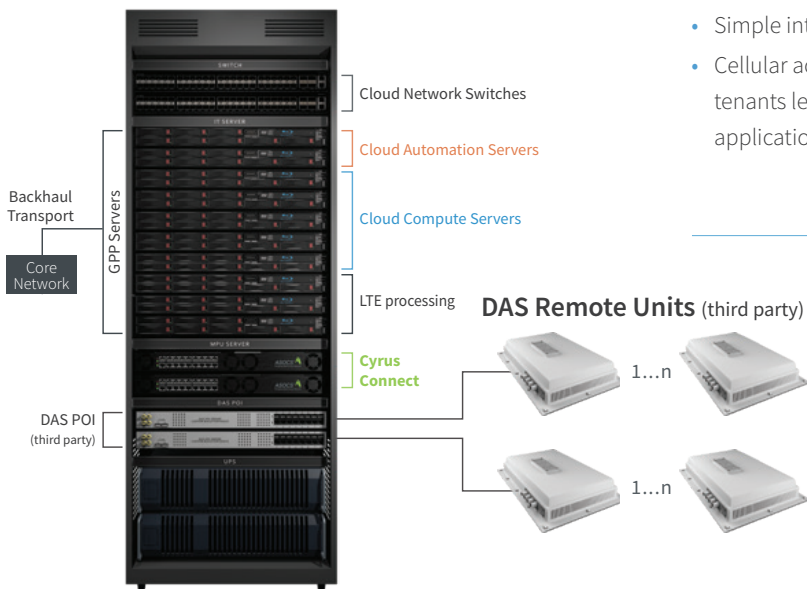 • Simple int
• Cellular ac
tenants le
applicatio
SWITCH
Cloud Network Switches
IT SERVER
Cloud Automation Servers
Backhaul
Transport
GPP Servers
Cloud Compute Servers
Core
Network
LTE processing
DAS Remote Units (third party)
MPU SERVER
Cyrus
Connect
1...n
DAS POI
DAS POI
(third party)
UPS
1...n